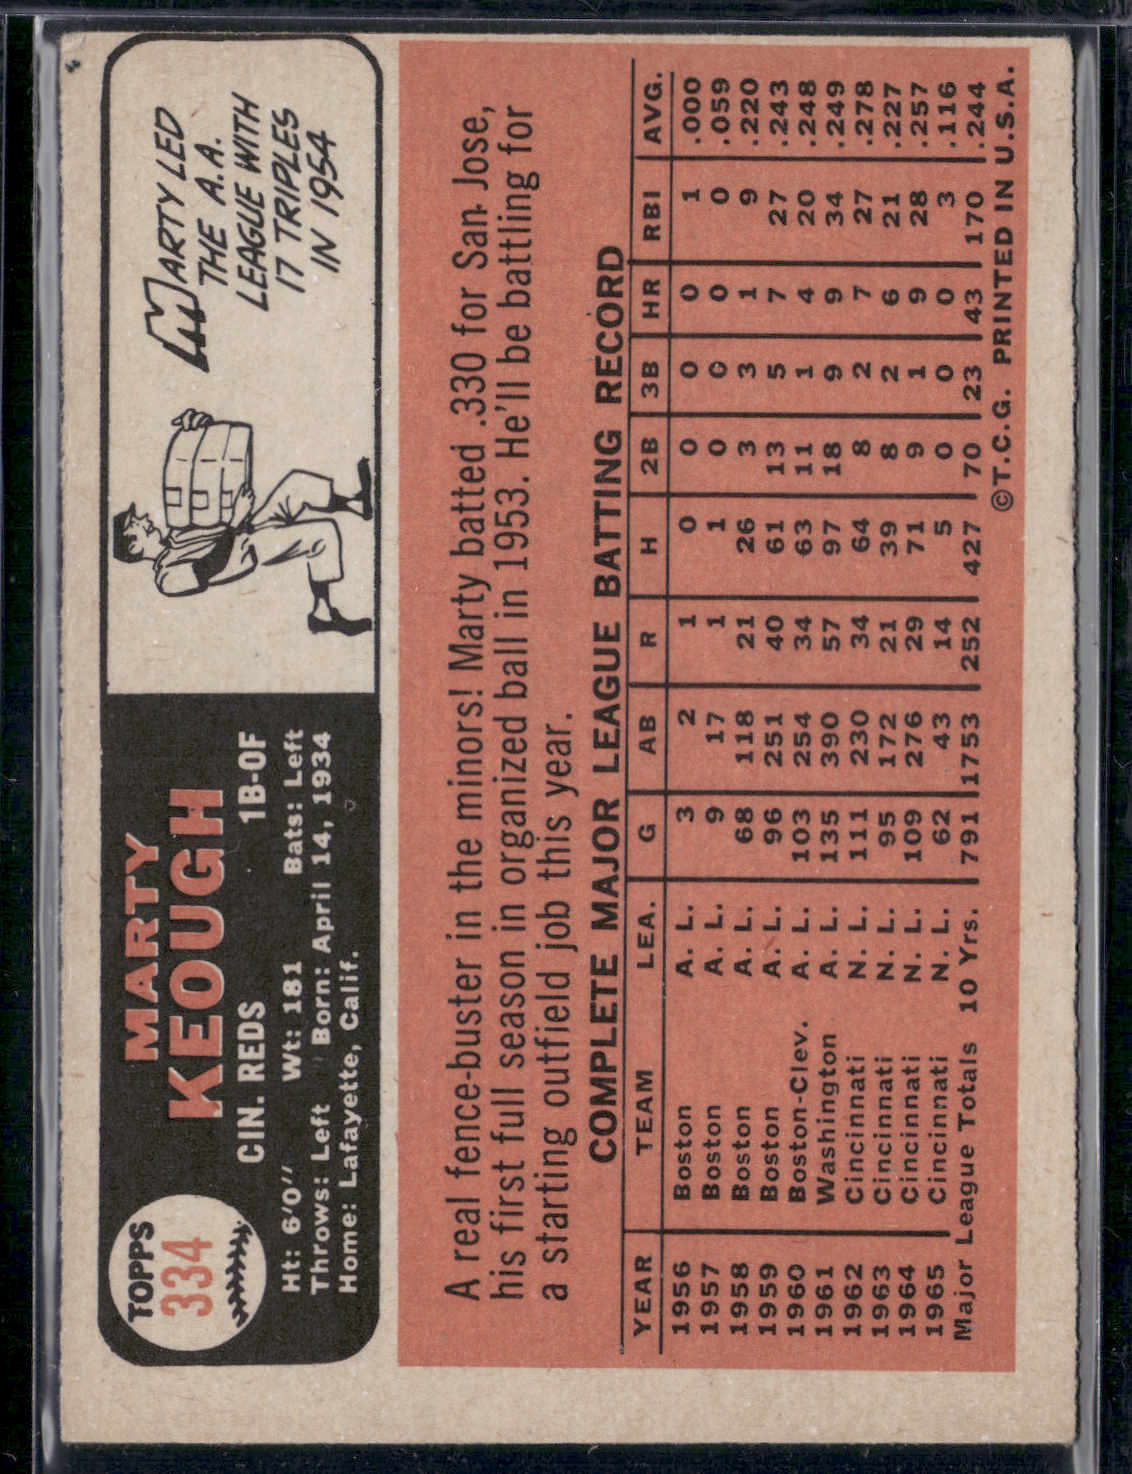 TOPPS
334
MARTY
KEOUGH
CIN. REDS 1B-OF
Ht: 6'0" Wt: 181 Bats: Left
Throws: Left Born: April 14, 1934
Home: Lafayette, Calif.
MARTY LED
THE A.A.
LEAGUE WITH
17 TRIPLES
IN 1954
A real fence-buster in the minors! Marty batted .330 for San Jose,
his first full season in organized ball in 1953. He'll be battling for
a starting outfield job this year.
COMPLETE MAJOR LEAGUE BATTING RECORD
YEAR TEAM LEA. G AB R H 2B 3B HR RBI AVG.
1956 Boston A. L. 3 2 1 0 0 0 0 1 .000
1957 Boston A. L. 9 17 1 1 0 0 0 0 .059
1958 Boston A. L. 68 118 21 26 3 3 1 9 .220
1959 Boston A. L. 96 251 40 61 13 5 7 27 .243
1960 Boston-Clev. A. L. 103 254 34 63 11 1 4 20 .248
1961 Washington A. L. 135 390 57 97 18 9 9 34 .249
1962 Cincinnati N. L. 111 230 34 64 8 2 7 27 .278
1963 Cincinnati N. L. 95 172 21 39 8 2 6 21 .227
1964 Cincinnati N. L. 109 276 29 71 9 1 9 28 .257
1965 Cincinnati N. L. 62 43 14 5 0 0 0 3 .116
Major League Totals 10 Yrs. 791 1753 252 427 70 23 43 170 .244
©T.C.G. PRINTED IN U.S.A.